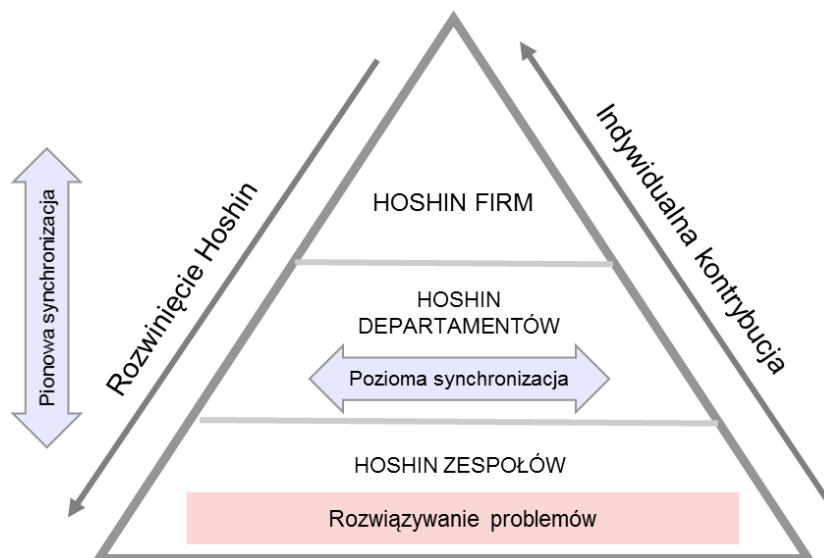 HOSHIN FIRM
HOSHIN
DEPARTAMENTÓW
Pozioma synchronizacja
HOSHIN ZESPOŁÓW
Rozwiązywanie problemów
Pionowa synchronizacja
Rozwinięcie Hoshin
Indywidualna kontrybucja